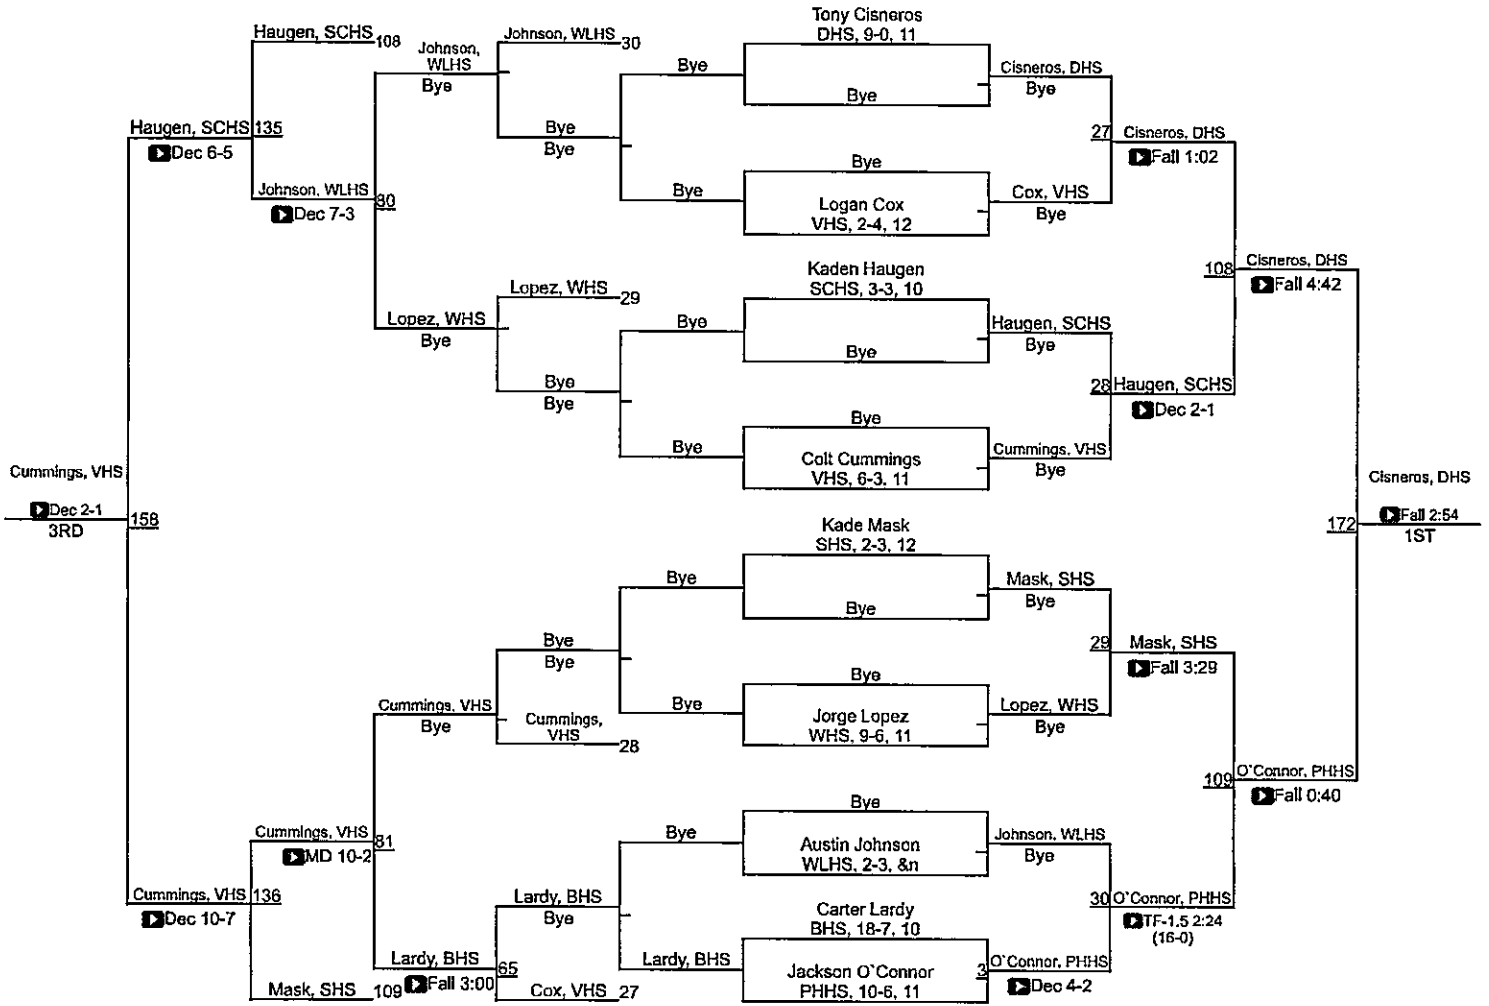 Tony Cisneros
DHS, 9-0, 11
Haugen, SCHS 108
Johnson, WLHS 30
Johnson,
WLHS
Bye
Bye
Cisneros, DHS
Bye
Bye
Haugen, SCHS 135
Dec 6-5
Bye
Bye
27 Cisneros, DHS
Fall 1:02
Bye
Johnson, WLHS
Dec 7-3
80
Bye
Logan Cox
VHS, 2-4, 12
Cox, VHS
Bye
Kaden Haugen
SCHS, 3-3, 10
108 Cisneros, DHS
Fall 4:42
Lopez, WHS 29
Lopez, WHS
Bye
Bye
Haugen, SCHS
Bye
Bye
Bye
Bye
28 Haugen, SCHS
Dec 2-1
Bye
Bye
Colt Cummings
VHS, 6-3, 11
Cummings, VHS
Bye
Cummings, VHS
Dec 2-1
3RD
158
Cisneros, DHS
172
Fall 2:54
1ST
Kade Mask
SHS, 2-3, 12
Bye
Mask, SHS
Bye
Bye
Bye
Bye
29 Mask, SHS
Fall 3:29
Bye
Cummings, VHS
Bye
Cummings,
VHS
28
Bye
Jorge Lopez
WHS, 9-6, 11
Lopez, WHS
Bye
109 O`Connor, PHHS
Fall 0:40
Bye
Cummings, VHS
MD 10-2
81
Bye
Austin Johnson
WLHS, 2-3, &n
Johnson, WLHS
Bye
Cummings, VHS 136
Dec 10-7
Lardy, BHS
Bye
Carter Lardy
BHS, 18-7, 10
30 O`Connor, PHHS
TF-1.5 2:24
(16-0)
Lardy, BHS
Fall 3:00
65
Lardy, BHS
Jackson O`Connor
PHHS, 10-6, 11
3 O`Connor, PHHS
Dec 4-2
Mask, SHS 109
Cox, VHS 27